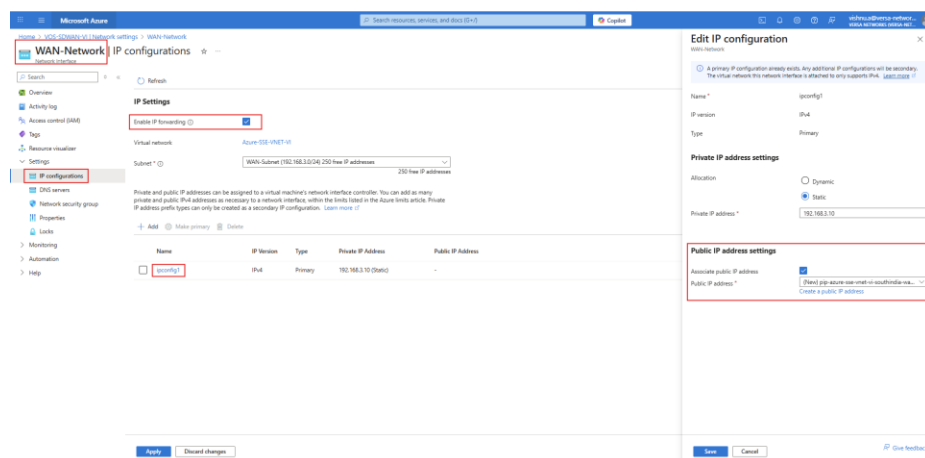 Microsoft Azure
Search resources, services, and docs (G+/)
Copilot
vishnu.s@versa-networ...
VERSA NETWORKS (VERSA-NET...
Home > VOS-SDWAN-VI | Network settings > WAN-Network
WAN-Network | IP configurations
Network interface
Search
Overview
Activity log
Access control (IAM)
Tags
Resource visualizer
Settings
IP configurations
DNS servers
Network security group
Properties
Locks
Monitoring
Automation
Help
Refresh
IP Settings
Enable IP forwarding
Virtual network Azure-SSE-VNET-VI
Subnet * WAN-Subnet (192.168.3.0/24) 250 free IP addresses
250 free IP addresses
Private and public IP addresses can be assigned to a virtual machine's network interface controller. You can add as many
private and public IPv4 addresses as necessary to a network interface, within the limits listed in the Azure limits article. Private
IP address prefix types can only be created as a secondary IP configuration. Learn more
+ Add Make primary Delete
Name IP Version Type Private IP Address Public IP Address
ipconfig1 IPv4 Primary 192.168.3.10 (Static) -
Apply Discard changes
Edit IP configuration
WAN-Network
A primary IP configuration already exists. Any additional IP configurations will be secondary.
The virtual network this network interface is attached to only supports IPv4. Learn more
Name * ipconfig1
IP version IPv4
Type Primary
Private IP address settings
Allocation Dynamic
Static
Private IP address * 192.168.3.10
Public IP address settings
Associate public IP address
Public IP address * (New) pip-azure-sse-vnet-vi-southindia-wa...
Create a public IP address
Save Cancel
Give feedbac